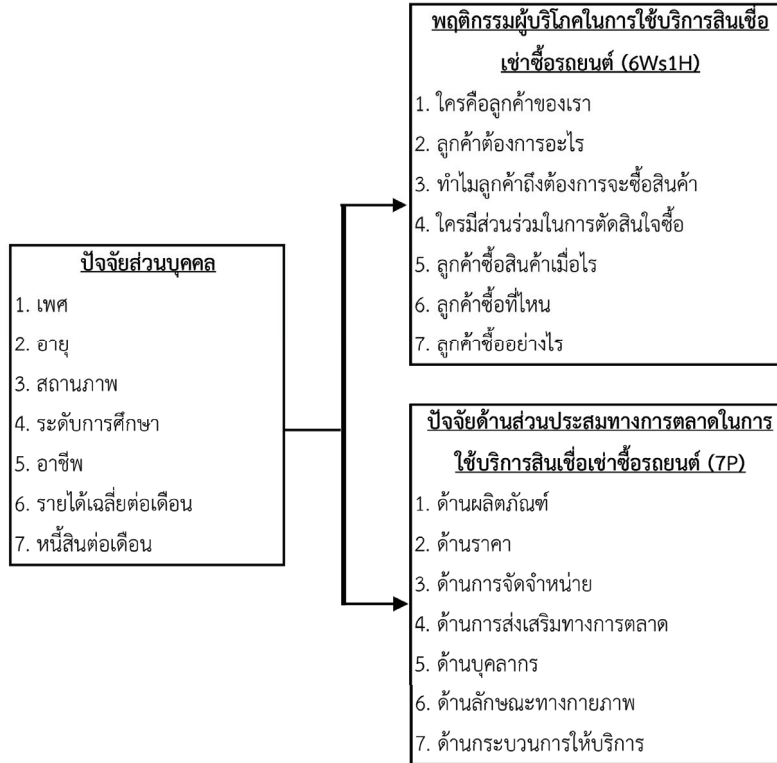 ปัจจัยส่วนบุคคล
1. เพศ
2. อายุ
3. สถานภาพ
4. ระดับการศึกษา
5. อาชีพ
6. รายได้เฉลี่ยต่อเดือน
7. หนี้สินต่อเดือน
พฤติกรรมผู้บริโภคในการใช้บริการสินเชื่อ
เช่าซื้อรถยนต์ (6Ws1H)
1. ใครคือลูกค้าของเรา
2. ลูกค้าต้องการอะไร
3. ทำไมลูกค้าถึงต้องการจะซื้อสินค้า
4. ใครมีส่วนร่วมในการตัดสินใจซื้อ
5. ลูกค้าซื้อสินค้าเมื่อไร
6. ลูกค้าซื้อที่ไหน
7. ลูกค้าซื้ออย่างไร
ปัจจัยด้านส่วนประสมทางการตลาดในการ
ใช้บริการสินเชื่อเช่าซื้อรถยนต์ (7P)
1. ด้านผลิตภัณฑ์
2. ด้านราคา
3. ด้านการจัดจำหน่าย
4. ด้านการส่งเสริมทางการตลาด
5. ด้านบุคลากร
6. ด้านลักษณะทางกายภาพ
7. ด้านกระบวนการให้บริการ